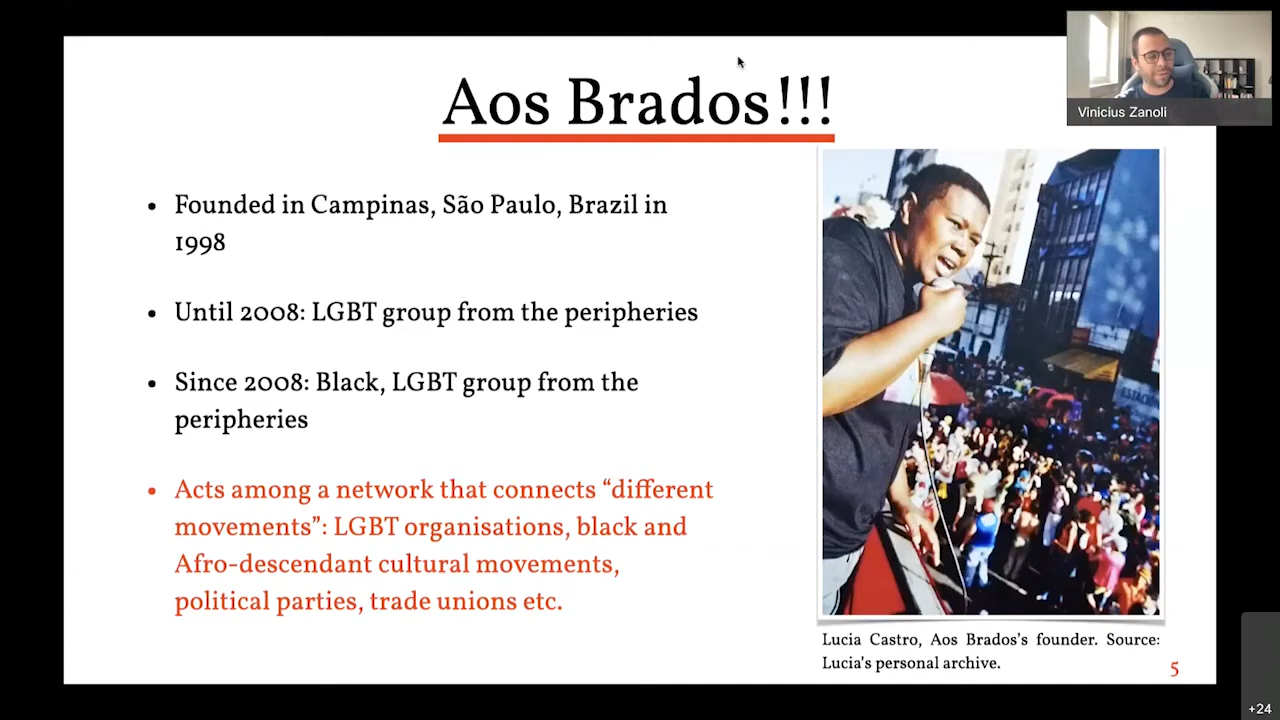 Aos Brados!!!
Vinicius Zanoli
• Founded in Campinas, São Paulo, Brazil in
1998
• Until 2008: LGBT group from the peripheries
• Since 2008: Black, LGBT group from the
peripheries
• Acts among a network that connects “different
movements”: LGBT organisations, black and
Afro-descendant cultural movements,
political parties, trade unions etc.
Lucia Castro, Aos Brados's founder. Source:
Lucia's personal archive.
5
+24